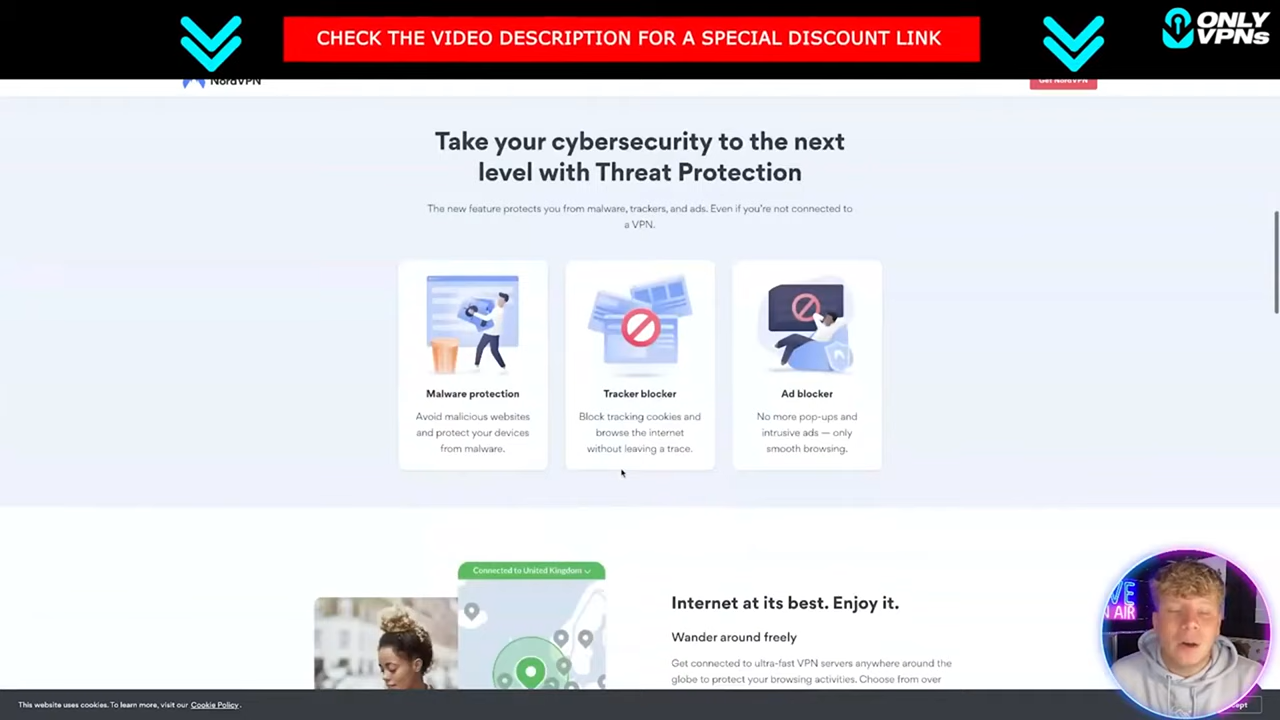 CHECK THE VIDEO DESCRIPTION FOR A SPECIAL DISCOUNT LINK
ONLY
VPNs
NordVPN
Get NordVPN
Take your cybersecurity to the next
level with Threat Protection
The new feature protects you from malware, trackers, and ads. Even if you're not connected to
a VPN.
Malware protection
Avoid malicious websites
and protect your devices
from malware.
Tracker blocker
Block tracking cookies and
browse the internet
without leaving a trace.
Ad blocker
No more pop-ups and
intrusive ads — only
smooth browsing.
Connected to United Kingdom
Internet at its best. Enjoy it.
Wander around freely
Get connected to ultra-fast VPN servers anywhere around the
globe to protect your browsing activities. Choose from over
AIR
This website uses cookies. To learn more, visit our Cookie Policy.